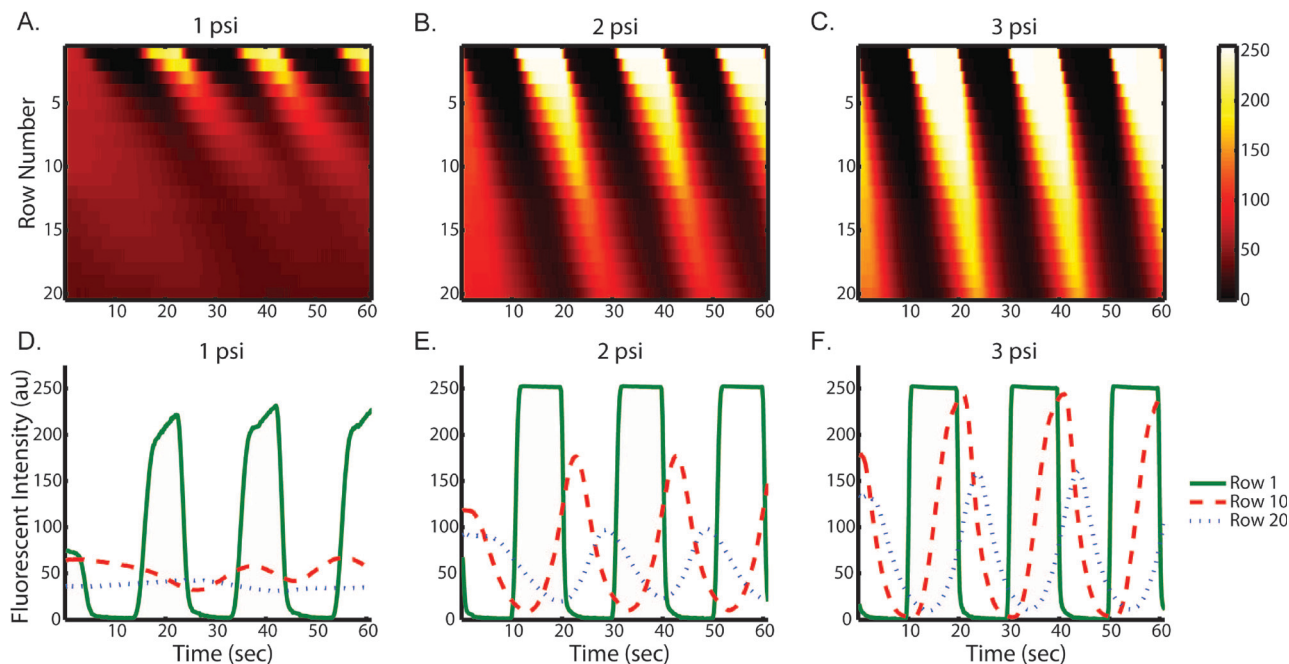 A. 1 psi
B. 2 psi
C. 3 psi
Row Number
5
10
15
20
10 20 30 40 50 60
5
10
15
20
10 20 30 40 50 60
5
10
15
20
10 20 30 40 50 60
250
200
150
100
50
0
D. 1 psi
E. 2 psi
F. 3 psi
Fluorescent Intensity (au)
250
200
150
100
50
0
10 20 30 40 50 60
Time (sec)
250
200
150
100
50
0
10 20 30 40 50 60
Time (sec)
250
200
150
100
50
0
10 20 30 40 50 60
Time (sec)
Row 1
Row 10
Row 20